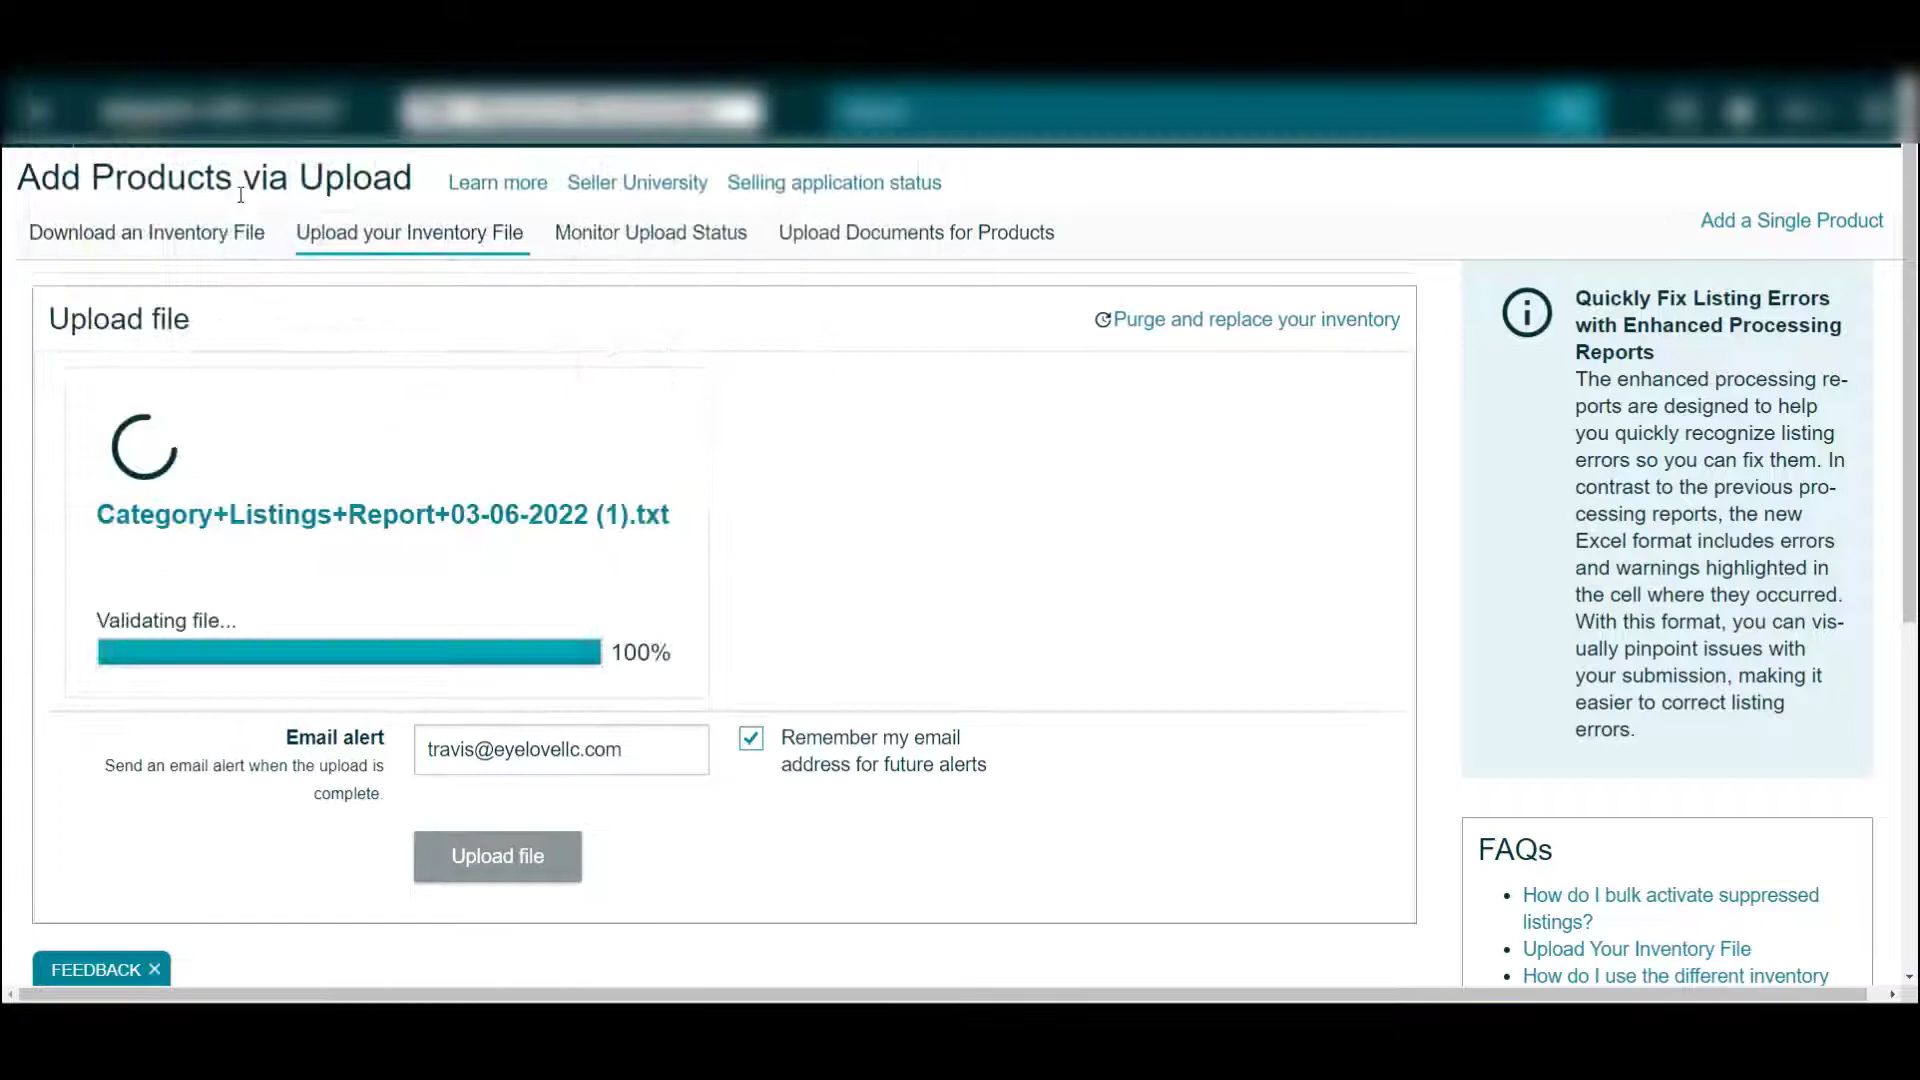 Add Products via Upload
Learn more
Seller University
Selling application status
Download an Inventory File
Upload your Inventory File
Monitor Upload Status
Upload Documents for Products
Add a Single Product
Upload file
Purge and replace your inventory
Category+Listings+Report+03-06-2022 (1).txt
Validating file...
100%
Email alert
Send an email alert when the upload is
complete.
travis@eyelovellc.com
Remember my email
address for future alerts
Upload file
FEEDBACK ×
Quickly Fix Listing Errors
with Enhanced Processing
Reports
The enhanced processing re-
ports are designed to help
you quickly recognize listing
errors so you can fix them. In
contrast to the previous pro-
cessing reports, the new
Excel format includes errors
and warnings highlighted in
the cell where they occurred.
With this format, you can vis-
ually pinpoint issues with
your submission, making it
easier to correct listing
errors.
FAQs
• How do I bulk activate suppressed
listings?
• Upload Your Inventory File
• How do I use the different inventory